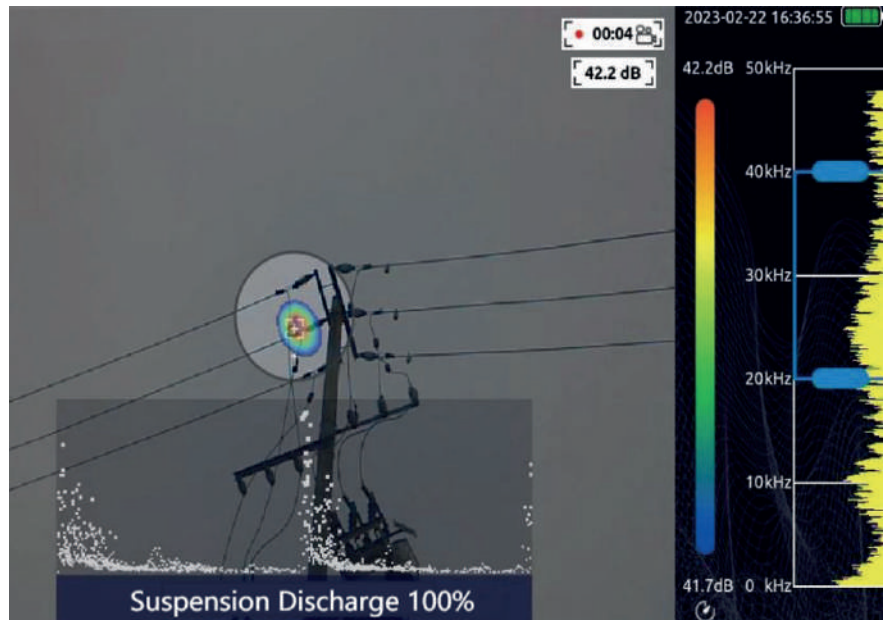 00:04
42.2 dB
2023-02-22 16:36:55
42.2dB
50kHz
40kHz
30kHz
20kHz
10kHz
41.7dB
0 kHz
Suspension Discharge 100%